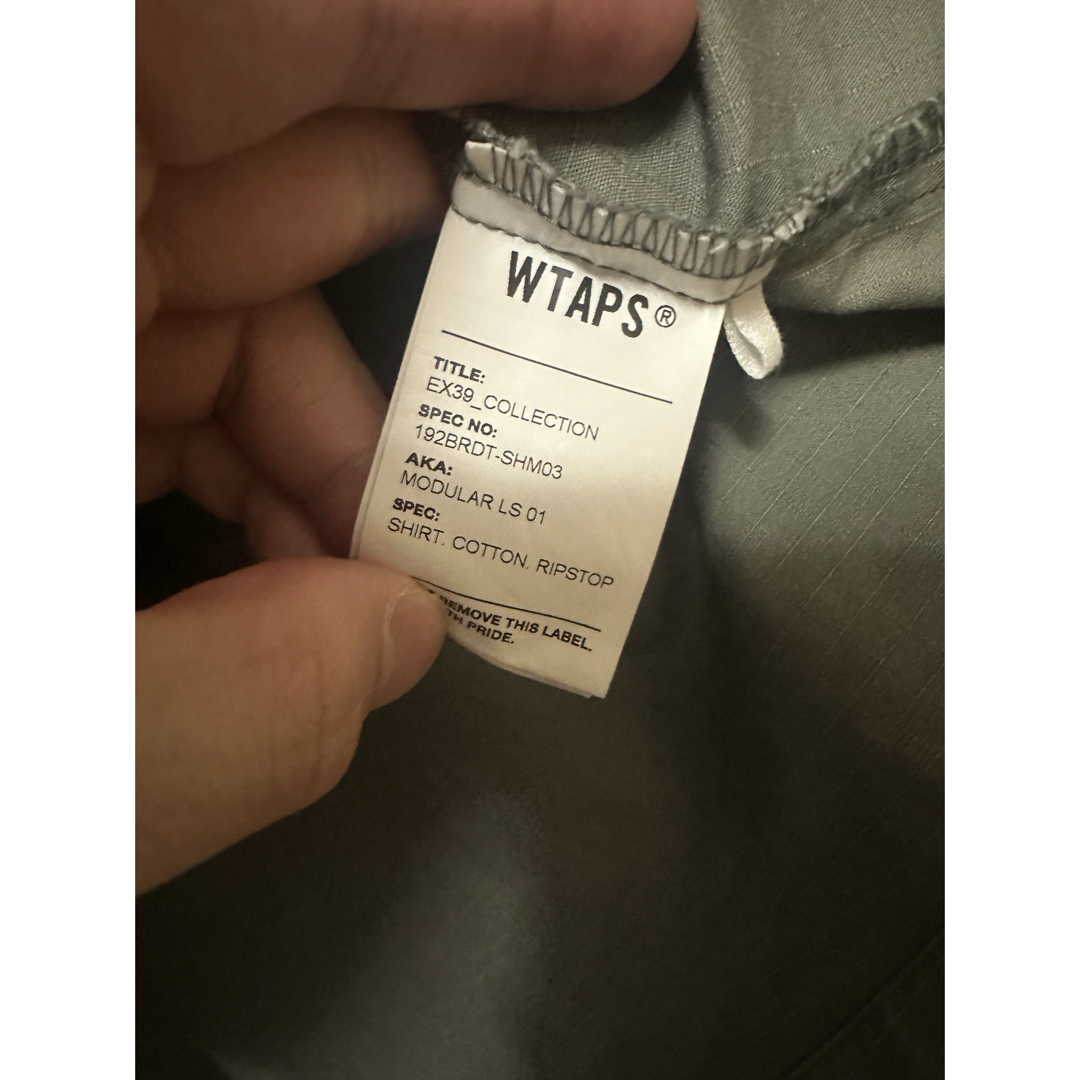 WTAPS®
TITLE:
EX39_COLLECTION
SPEC NO:
192BRDT-SHM03
AKA:
MODULAR LS 01
SPEC:
SHIRT. COTTON. RIPSTOP
REMOVE THIS LABEL.
PRIDE.